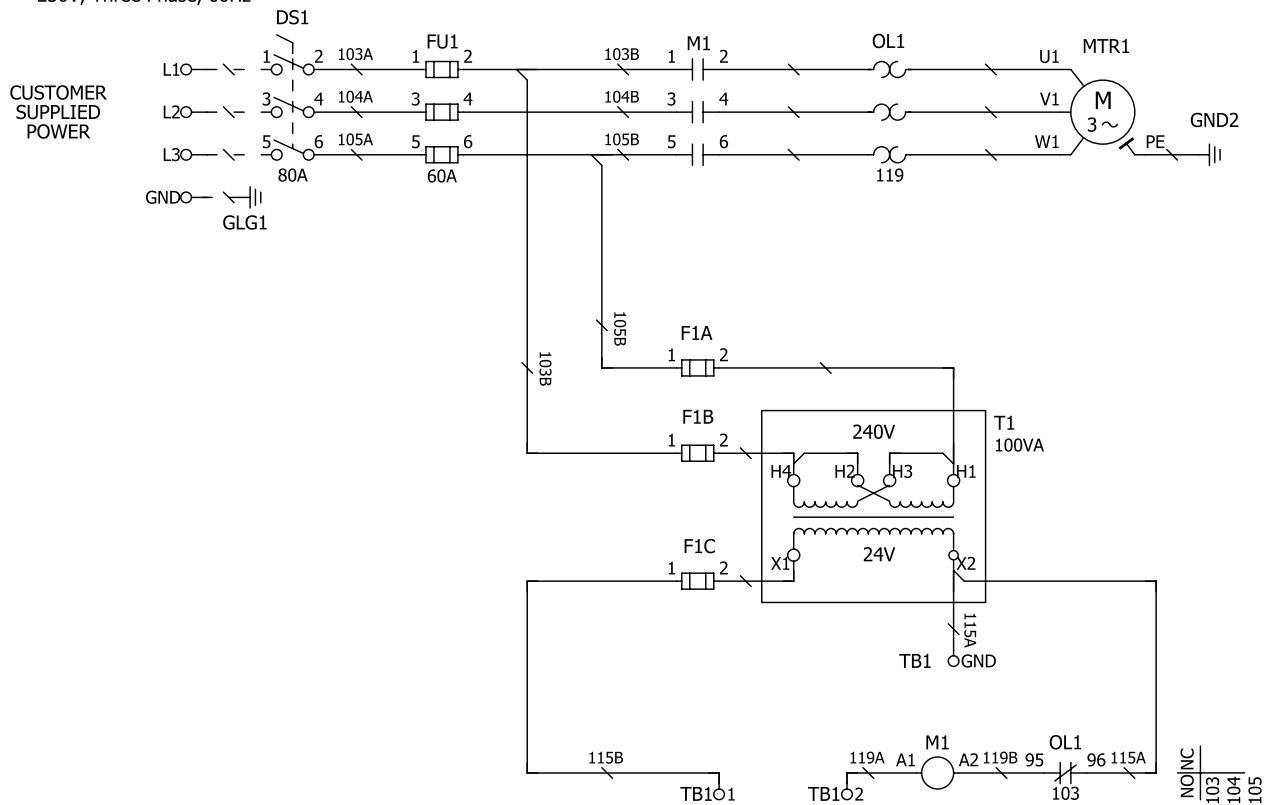 230V, Three Phase, 60Hz
DS1
FU1
M1
OL1
MTR1
1 2 103A 1 2 103B 1 2 U1
L1
CUSTOMER
SUPPLIED
POWER
3 4 104A 3 4 104B 3 4 V1
L2
M
3~
GND2
5 6 105A 5 6 105B 5 6 W1 PE
L3
80A 60A 119
GND
GLG1
105B
F1A
1 2
103B
F1B
1 2
T1
100VA
240V
H4 H2 H3 H1
F1C
1 2
24V
X1 X2
115A
TB1 GND
M1 OL1
115B 119A A1 A2 119B 95 96 115A
103
TB1 1 TB1 2
NO NC
103
104
105